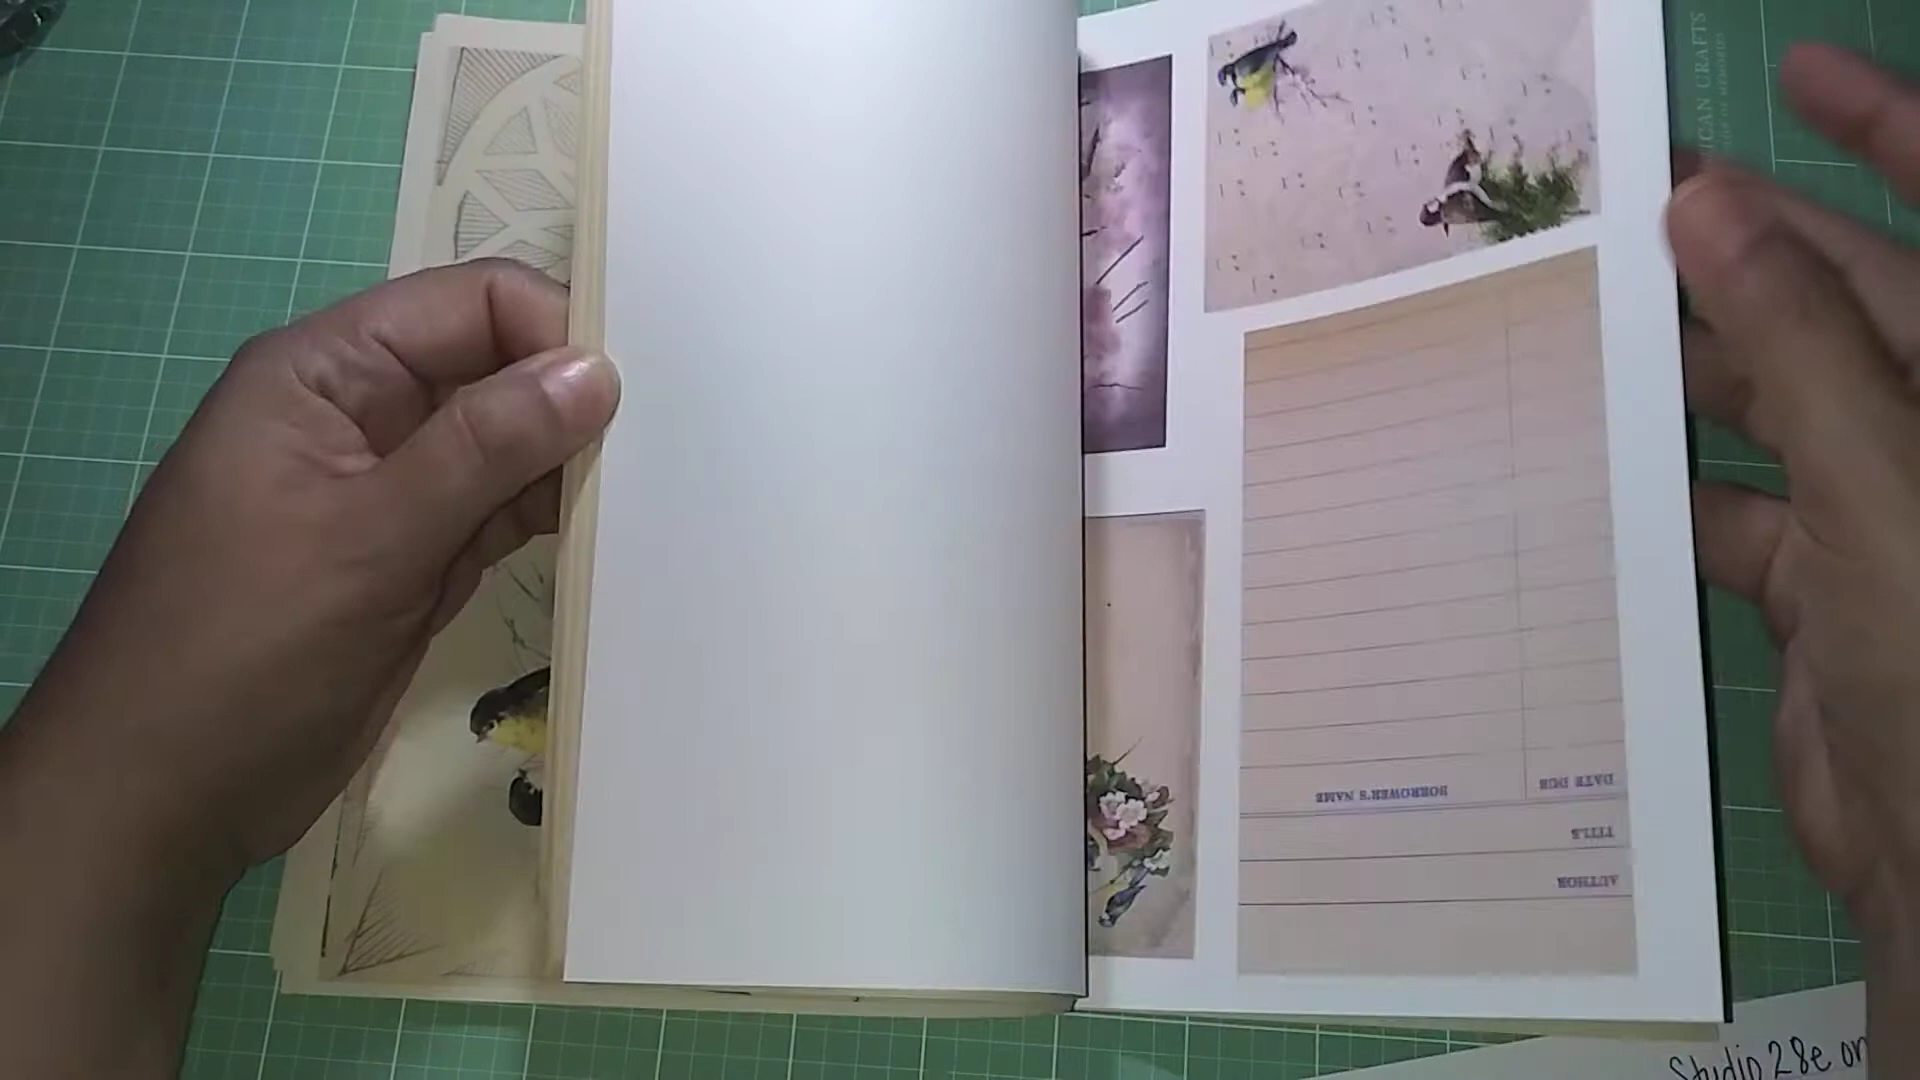 AUTHOR
TITLE
BORROWER'S NAME DATE DUE
CAN CRAFTS
Studio 28e on